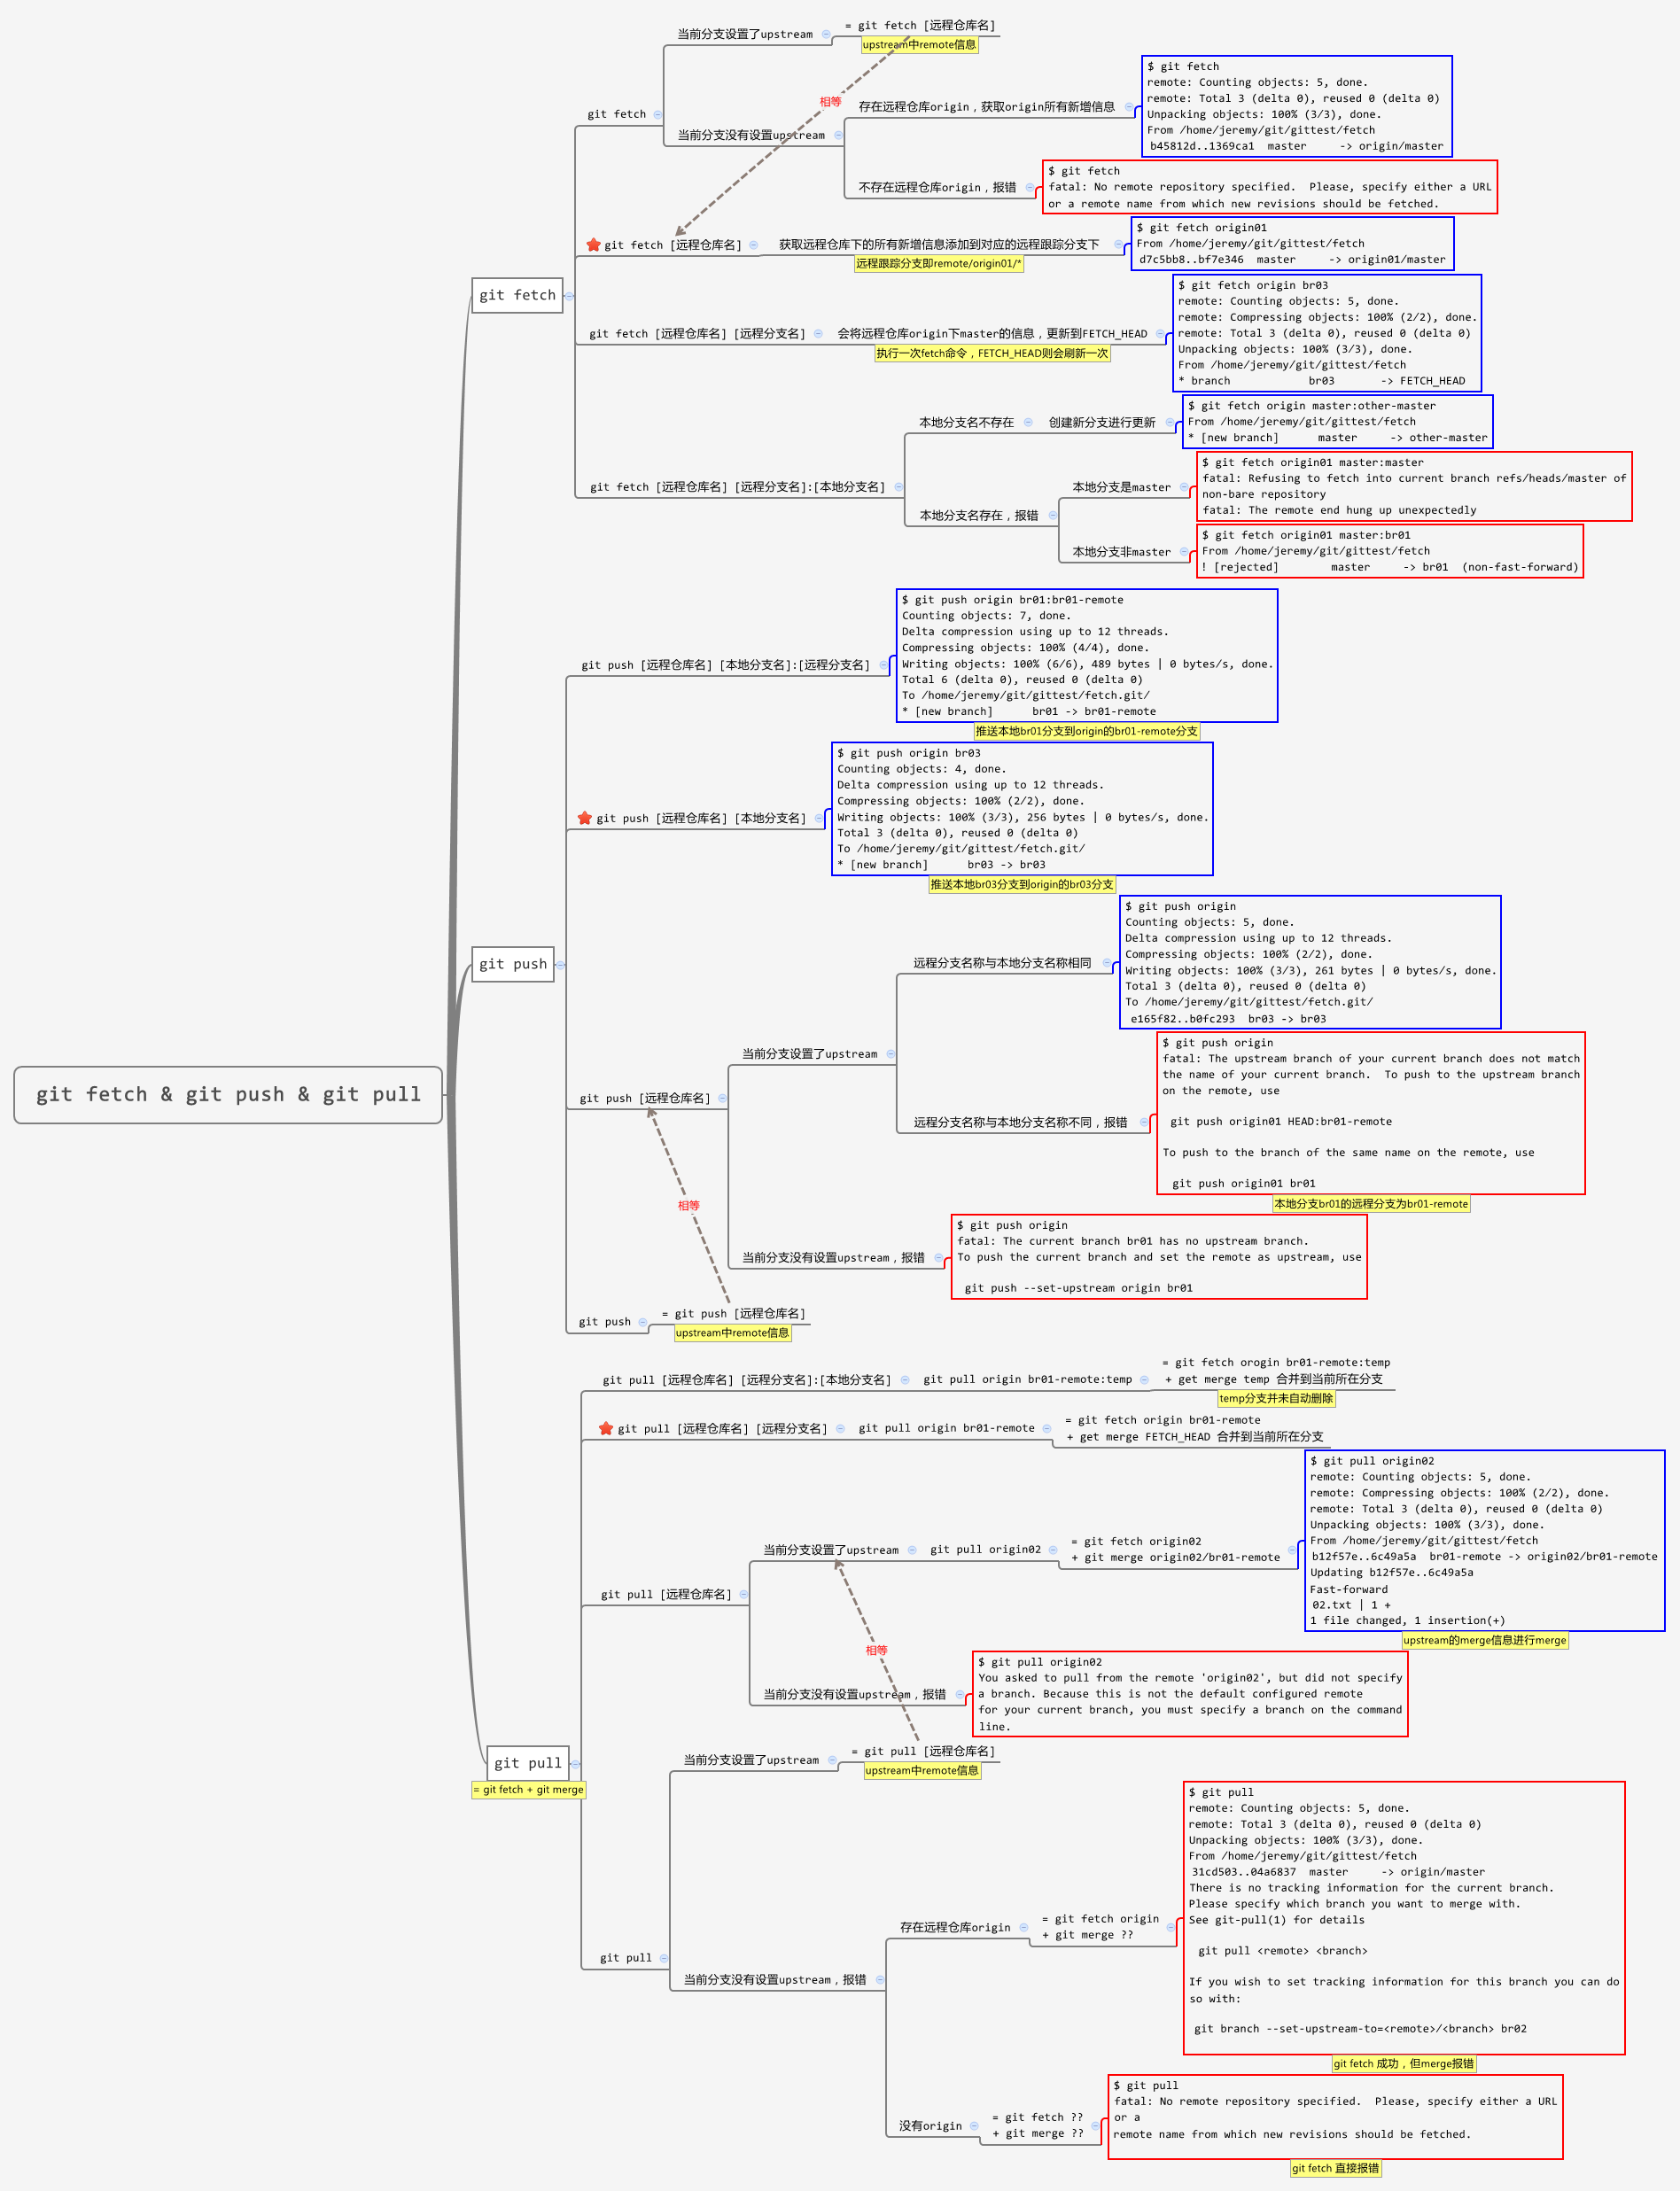 git fetch & git push & git pull
git fetch
git fetch
当前分支设置了upstream
= git fetch [远程仓库名]
upstream中remote信息
相等
当前分支没有设置upstream
存在远程仓库origin，获取origin所有新增信息
$ git fetch
remote: Counting objects: 5, done.
remote: Total 3 (delta 0), reused 0 (delta 0)
Unpacking objects: 100% (3/3), done.
From /home/jeremy/git/gittest/fetch
b45812d..1369ca1  master     -> origin/master
不存在远程仓库origin，报错
$ git fetch
fatal: No remote repository specified.  Please, specify either a URL
or a remote name from which new revisions should be fetched.
git fetch [远程仓库名]
获取远程仓库下的所有新增信息添加到对应的远程跟踪分支下
远程跟踪分支即remote/origin01/*
$ git fetch origin01
From /home/jeremy/git/gittest/fetch
d7c5bb8..bf7e346  master     -> origin01/master
git fetch [远程仓库名] [远程分支名]
会将远程仓库origin下master的信息，更新到FETCH_HEAD
执行一次fetch命令，FETCH_HEAD则会刷新一次
$ git fetch origin br03
remote: Counting objects: 5, done.
remote: Compressing objects: 100% (2/2), done.
remote: Total 3 (delta 0), reused 0 (delta 0)
Unpacking objects: 100% (3/3), done.
From /home/jeremy/git/gittest/fetch
* branch            br03       -> FETCH_HEAD
git fetch [远程仓库名] [远程分支名]:[本地分支名]
本地分支名不存在
创建新分支进行更新
$ git fetch origin master:other-master
From /home/jeremy/git/gittest/fetch
* [new branch]      master     -> other-master
本地分支名存在，报错
本地分支是master
$ git fetch origin01 master:master
fatal: Refusing to fetch into current branch refs/heads/master of
non-bare repository
fatal: The remote end hung up unexpectedly
本地分支非master
$ git fetch origin01 master:br01
From /home/jeremy/git/gittest/fetch
! [rejected]        master     -> br01  (non-fast-forward)
git push
git push [远程仓库名] [本地分支名]:[远程分支名]
$ git push origin br01:br01-remote
Counting objects: 7, done.
Delta compression using up to 12 threads.
Compressing objects: 100% (4/4), done.
Writing objects: 100% (6/6), 489 bytes | 0 bytes/s, done.
Total 6 (delta 0), reused 0 (delta 0)
To /home/jeremy/git/gittest/fetch.git/
* [new branch]      br01 -> br01-remote
推送本地br01分支到origin的br01-remote分支
git push [远程仓库名] [本地分支名]
$ git push origin br03
Counting objects: 4, done.
Delta compression using up to 12 threads.
Compressing objects: 100% (2/2), done.
Writing objects: 100% (3/3), 256 bytes | 0 bytes/s, done.
Total 3 (delta 0), reused 0 (delta 0)
To /home/jeremy/git/gittest/fetch.git/
* [new branch]      br03 -> br03
推送本地br03分支到origin的br03分支
git push [远程仓库名]
当前分支设置了upstream
远程分支名称与本地分支名称相同
$ git push origin
Counting objects: 5, done.
Delta compression using up to 12 threads.
Compressing objects: 100% (2/2), done.
Writing objects: 100% (3/3), 261 bytes | 0 bytes/s, done.
Total 3 (delta 0), reused 0 (delta 0)
To /home/jeremy/git/gittest/fetch.git/
e165f82..b0fc293  br03 -> br03
远程分支名称与本地分支名称不同，报错
$ git push origin
fatal: The upstream branch of your current branch does not match
the name of your current branch.  To push to the upstream branch
on the remote, use
git push origin01 HEAD:br01-remote
To push to the branch of the same name on the remote, use
git push origin01 br01
本地分支br01的远程分支为br01-remote
当前分支没有设置upstream，报错
$ git push origin
fatal: The current branch br01 has no upstream branch.
To push the current branch and set the remote as upstream, use
git push --set-upstream origin br01
相等
git push
= git push [远程仓库名]
upstream中remote信息
git pull
= git fetch + git merge
git pull [远程仓库名] [远程分支名]:[本地分支名]
git pull origin br01-remote:temp
= git fetch orogin br01-remote:temp
+ get merge temp 合并到当前所在分支
temp分支并未自动删除
git pull [远程仓库名] [远程分支名]
git pull origin br01-remote
= git fetch origin br01-remote
+ get merge FETCH_HEAD 合并到当前所在分支
git pull [远程仓库名]
当前分支设置了upstream
git pull origin02
= git fetch origin02
+ git merge origin02/br01-remote
$ git pull origin02
remote: Counting objects: 5, done.
remote: Compressing objects: 100% (2/2), done.
remote: Total 3 (delta 0), reused 0 (delta 0)
Unpacking objects: 100% (3/3), done.
From /home/jeremy/git/gittest/fetch
b12f57e..6c49a5a  br01-remote -> origin02/br01-remote
Updating b12f57e..6c49a5a
Fast-forward
02.txt | 1 +
1 file changed, 1 insertion(+)
upstream的merge信息进行merge
当前分支没有设置upstream，报错
$ git pull origin02
You asked to pull from the remote 'origin02', but did not specify
a branch. Because this is not the default configured remote
for your current branch, you must specify a branch on the command
line.
相等
git pull
当前分支设置了upstream
= git pull [远程仓库名]
upstream中remote信息
当前分支没有设置upstream，报错
存在远程仓库origin
= git fetch origin
+ git merge ??
$ git pull
remote: Counting objects: 5, done.
remote: Total 3 (delta 0), reused 0 (delta 0)
Unpacking objects: 100% (3/3), done.
From /home/jeremy/git/gittest/fetch
31cd503..04a6837  master     -> origin/master
There is no tracking information for the current branch.
Please specify which branch you want to merge with.
See git-pull(1) for details
git pull <remote> <branch>
If you wish to set tracking information for this branch you can do
so with:
git branch --set-upstream-to=<remote>/<branch> br02
git fetch 成功，但merge报错
没有origin
= git fetch ??
+ git merge ??
$ git pull
fatal: No remote repository specified.  Please, specify either a URL
or a
remote name from which new revisions should be fetched.
git fetch 直接报错